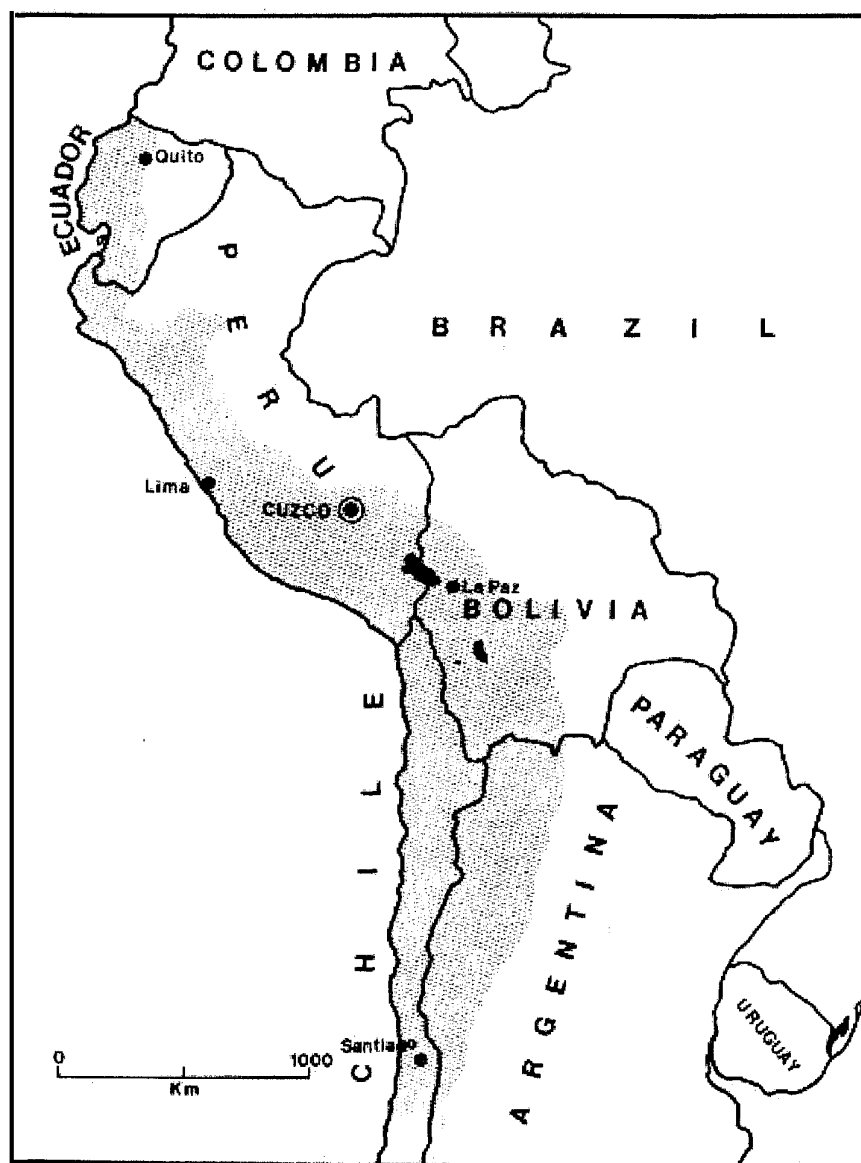 COLOMBIA
ECUADOR
Quito
PERU
BRAZIL
Lima
CUZCO
La Paz
BOLIVIA
PARAGUAY
CHILE
ARGENTINA
URUGUAY
Santiago
0 1000
Km